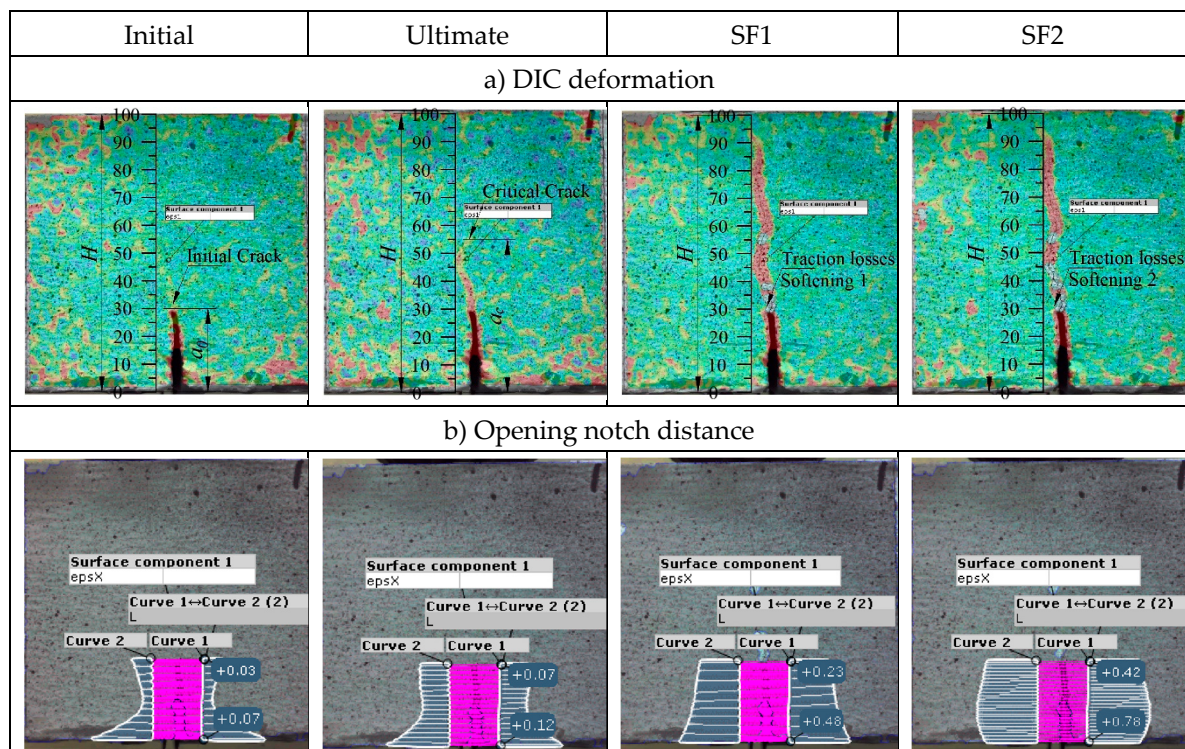 Initial
Ultimate
SF1
SF2
a) DIC deformation
100
90
80
70
60
50
40
30
20
10
0
H
Surface component 1
eps1
Initial Crack
a₀
100
90
80
70
60
50
40
30
20
10
0
H
Critical Crack
Surface component 1
eps1
a꜀
100
90
80
70
60
50
40
30
20
10
0
H
Surface component 1
eps1
Traction losses
Softening 1
100
90
80
70
60
50
40
30
20
10
0
H
Surface component 1
eps1
Traction losses
Softening 2
b) Opening notch distance
Surface component 1
epsX
Curve 1↔Curve 2 (2)
L
Curve 2
Curve 1
+0.03
+0.07
Surface component 1
epsX
Curve 1↔Curve 2 (2)
L
Curve 2
Curve 1
+0.07
+0.12
Surface component 1
epsX
Curve 1↔Curve 2 (2)
L
Curve 2
Curve 1
+0.23
+0.48
Surface component 1
epsX
Curve 1↔Curve 2 (2)
L
Curve 2
Curve 1
+0.42
+0.78